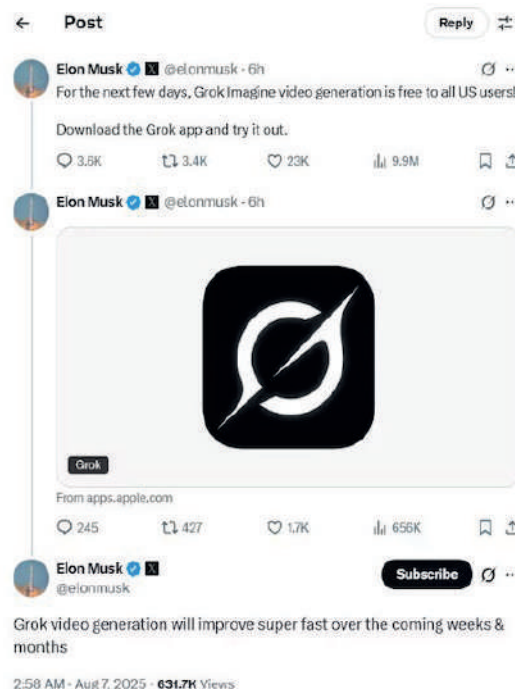 Post
Reply
Elon Musk @elonmusk · 6h
For the next few days, Grok Imagine video generation is free to all US users!
Download the Grok app and try it out.
3.6K 3.4K 23K 9.9M
Elon Musk X @elonmusk · 6h
Grok
From apps.apple.com
245 427 1.7K 656K
Elon Musk X
Subscribe
@elonmusk
Grok video generation will improve super fast over the coming weeks &
months
2:58 AM · Aug 7, 2025 · 631.7K Views